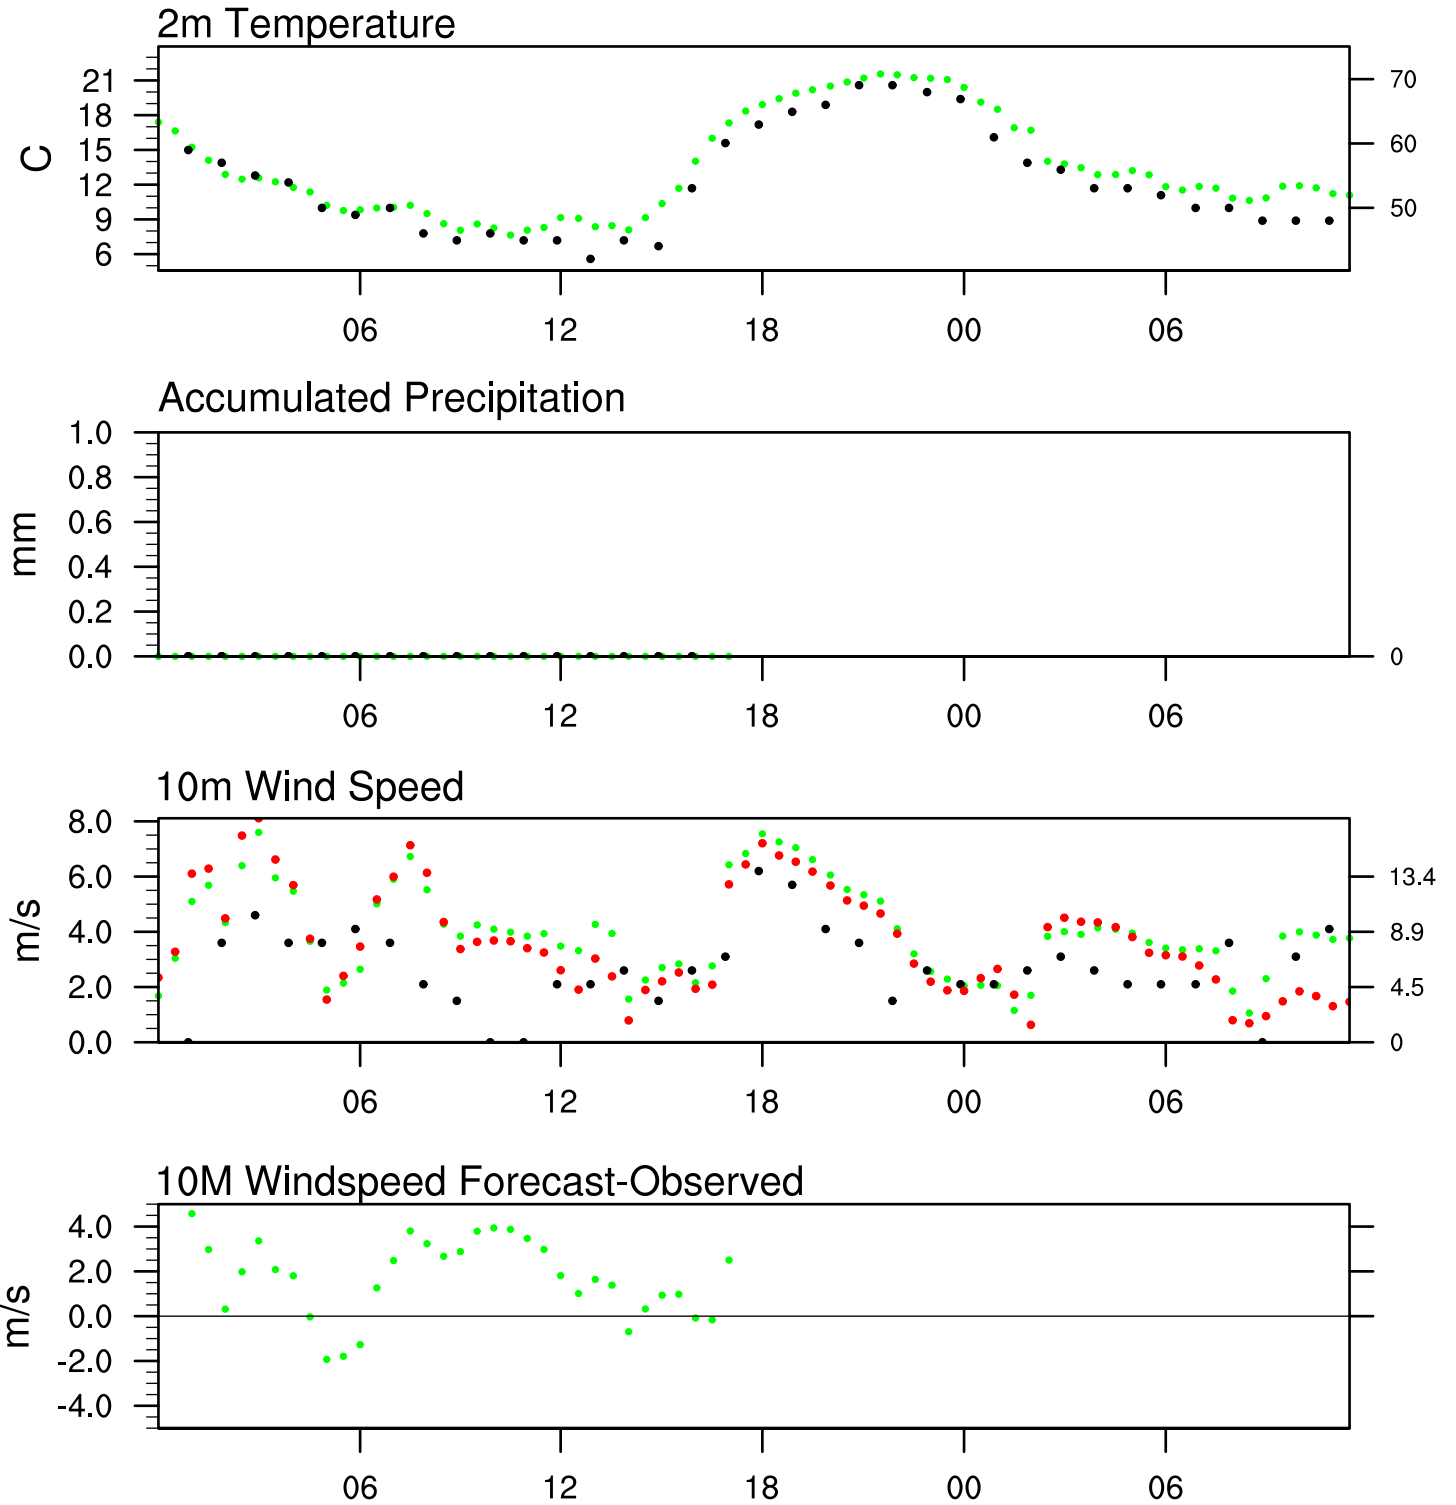 2m Temperature
21
18
15
12
9
6
C
70
60
50
06 12 18 00 06
Accumulated Precipitation
1.0
0.8
0.6
0.4
0.2
0.0
mm
0
06 12 18 00 06
10m Wind Speed
8.0
6.0
4.0
2.0
0.0
m/s
13.4
8.9
4.5
0
06 12 18 00 06
10M Windspeed Forecast-Observed
4.0
2.0
0.0
-2.0
-4.0
m/s
06 12 18 00 06